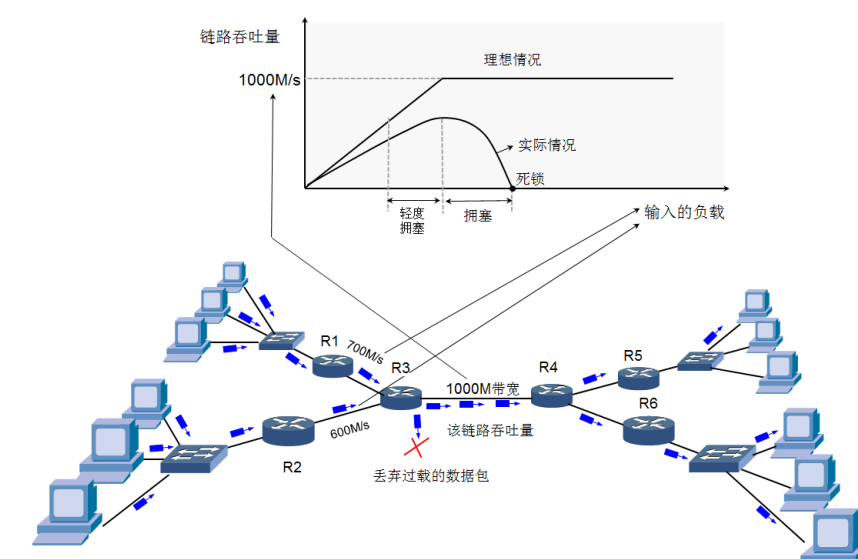 链路吞吐量
理想情况
1000M/s
实际情况
死锁
轻度
拥塞
拥塞
输入的负载
R1
700M/s
R3
R4
R5
1000M带宽
R6
600M/s
该链路吞吐量
R2
丢弃过载的数据包